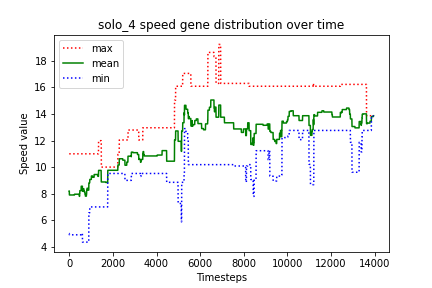 solo_4 speed gene distribution over time
max
mean
min
Speed value
18
16
14
12
10
8
6
4
0 2000 4000 6000 8000 10000 12000 14000
Timesteps